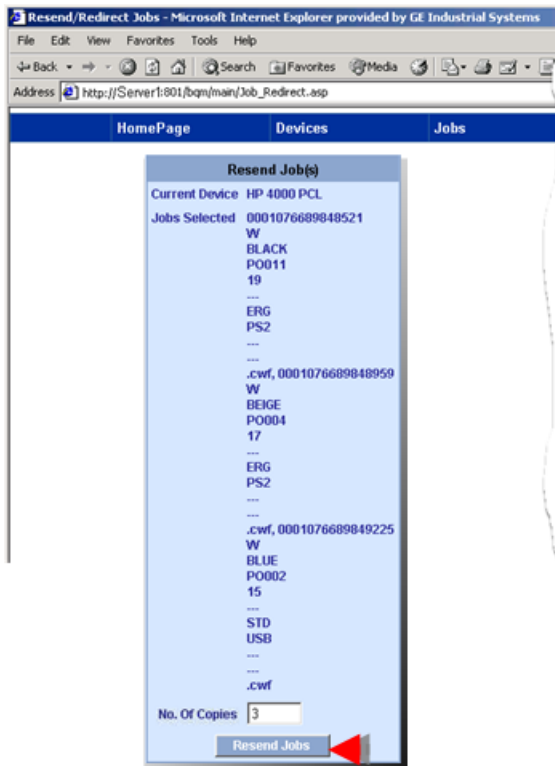 Resend/Redirect Jobs - Microsoft Internet Explorer provided by GE Industrial Systems
File Edit View Favorites Tools Help
Back Search Favorites Media
Address http://Server1:801/bqm/main/Job_Redirect.asp
HomePage Devices Jobs
Resend Job(s)
Current Device HP 4000 PCL
Jobs Selected 0001076689848521
W
BLACK
PO011
19
---
ERG
PS2
---
---
.cwf, 0001076689848959
W
BEIGE
PO004
17
---
ERG
PS2
---
---
.cwf, 0001076689849225
W
BLUE
PO002
15
---
STD
USB
---
---
.cwf
No. Of Copies 3
Resend Jobs